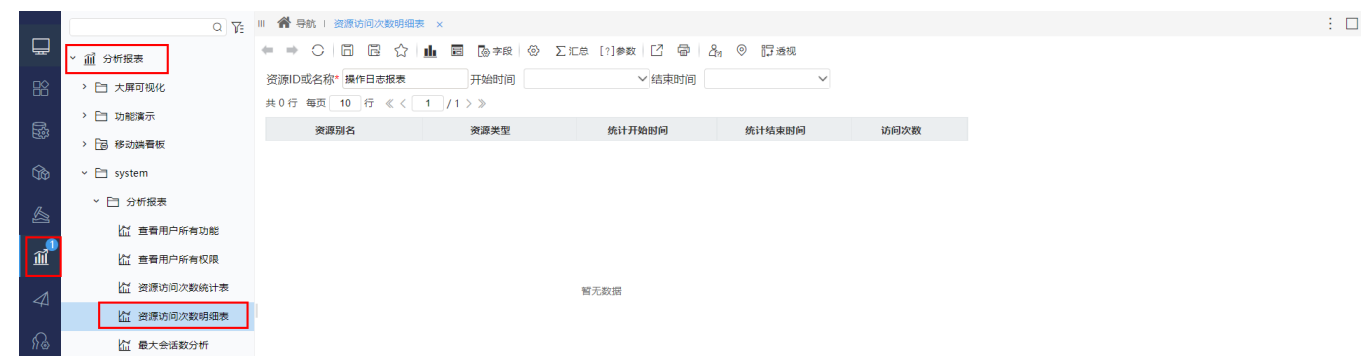 导航 资源访问次数明细表 ×
字段 汇总 [?]参数 透视
分析报表
大屏可视化
功能演示
移动端看板
system
分析报表
查看用户所有功能
查看用户所有权限
资源访问次数统计表
资源访问次数明细表
最大会话数分析
1
资源ID或名称* 操作日志报表 开始时间 结束时间
共 0 行 每页 10 行 《 < 1 / 1 > 》
资源别名 资源类型 统计开始时间 统计结束时间 访问次数
暂无数据